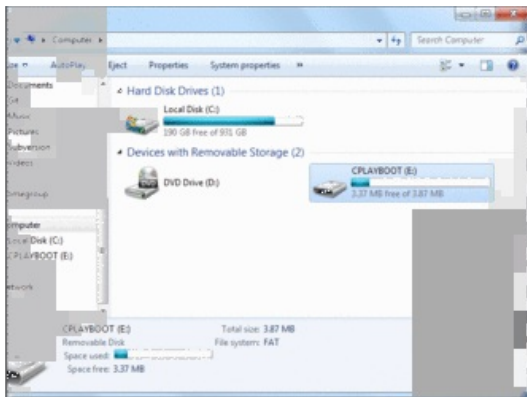 Computer
Search Computer
AutoPlay Eject Properties System properties »
Documents
Git
Music
Pictures
Subversion
Videos
Homegroup
Computer
Local Disk (C:)
CPLAYBOOT (E:)
Network
Hard Disk Drives (1)
Local Disk (C:)
190 GB free of 931 GB
Devices with Removable Storage (2)
DVD Drive (D:)
CPLAYBOOT (E:)
3.37 MB free of 3.87 MB
CPLAYBOOT (E:) Total size: 3.87 MB
Removable Disk File system: FAT
Space used:
Space free: 3.37 MB